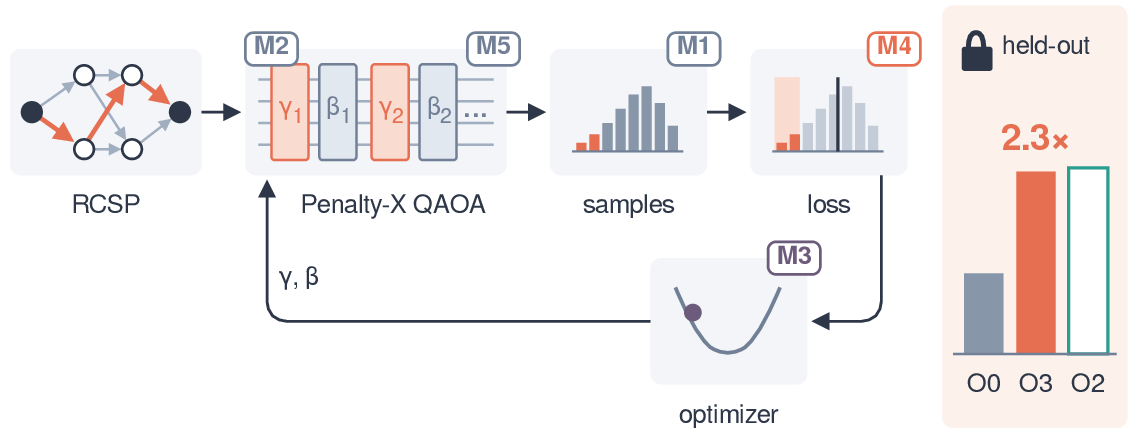 M2
M5
M1
M4
held-out
γ1
β1
γ2
β2
...
2.3×
RCSP
Penalty-X QAOA
samples
loss
M3
γ, β
O0
O3
O2
optimizer